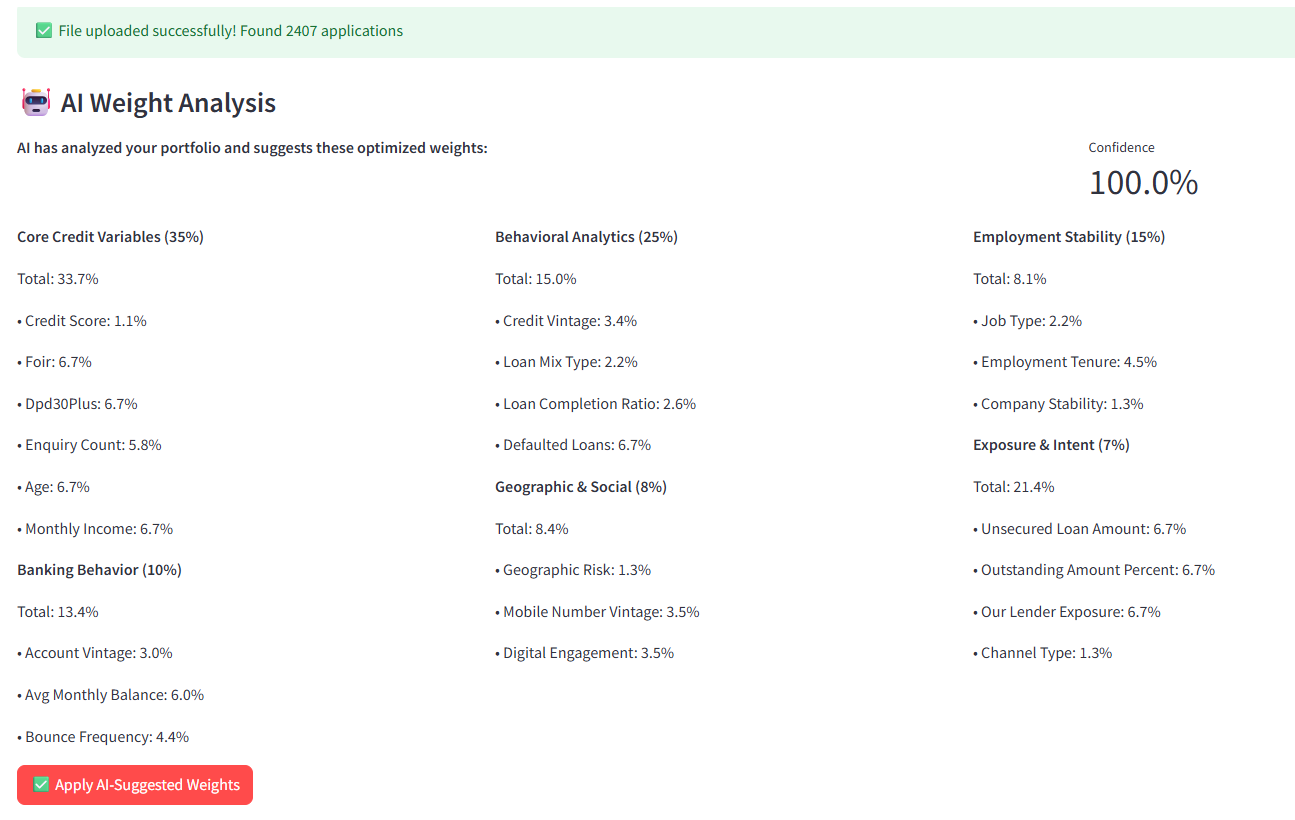 ✅ File uploaded successfully! Found 2407 applications
🤖 AI Weight Analysis
AI has analyzed your portfolio and suggests these optimized weights:
Confidence
100.0%
Core Credit Variables (35%)
Total: 33.7%
• Credit Score: 1.1%
• Foir: 6.7%
• Dpd30Plus: 6.7%
• Enquiry Count: 5.8%
• Age: 6.7%
• Monthly Income: 6.7%
Banking Behavior (10%)
Total: 13.4%
• Account Vintage: 3.0%
• Avg Monthly Balance: 6.0%
• Bounce Frequency: 4.4%
Behavioral Analytics (25%)
Total: 15.0%
• Credit Vintage: 3.4%
• Loan Mix Type: 2.2%
• Loan Completion Ratio: 2.6%
• Defaulted Loans: 6.7%
Geographic & Social (8%)
Total: 8.4%
• Geographic Risk: 1.3%
• Mobile Number Vintage: 3.5%
• Digital Engagement: 3.5%
Employment Stability (15%)
Total: 8.1%
• Job Type: 2.2%
• Employment Tenure: 4.5%
• Company Stability: 1.3%
Exposure & Intent (7%)
Total: 21.4%
• Unsecured Loan Amount: 6.7%
• Outstanding Amount Percent: 6.7%
• Our Lender Exposure: 6.7%
• Channel Type: 1.3%
✅ Apply AI-Suggested Weights